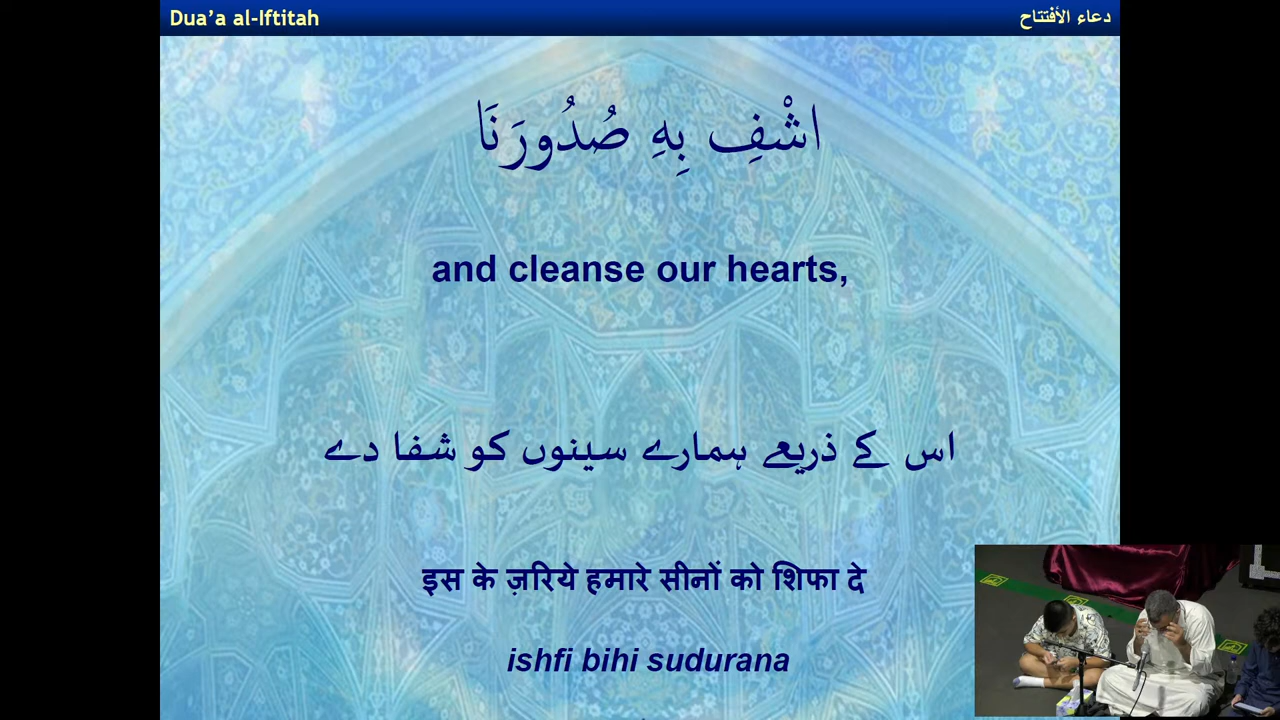 Dua’a al-Iftitah
دعاء الأفتتاح
اشْفِ بِهِ صُدُورَنَا
and cleanse our hearts,
اس کے ذریعے ہمارے سینوں کو شفا دے
इस के ज़रिये हमारे सीनों को शिफा दे
ishfi bihi sudurana